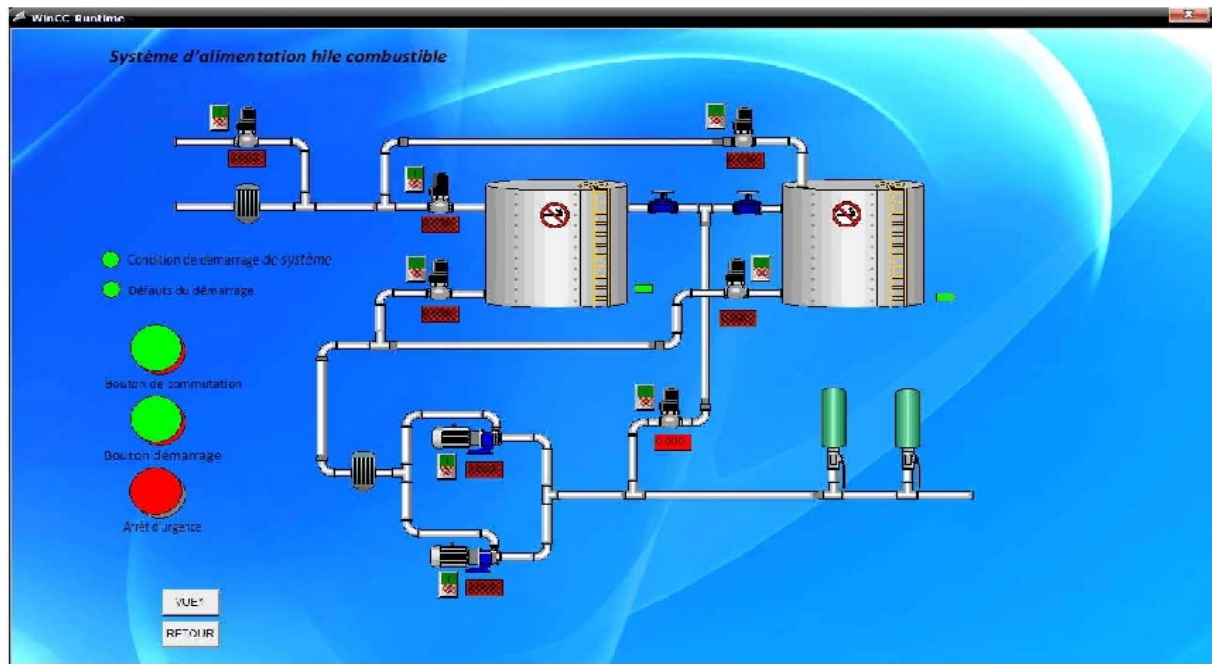 WinCC Runtime
Système d'alimentation hile combustible
Condition de démarrage de système
Défauts du démarrage
Bouton de commutation
Bouton démarrage
0.000
Arrêt d'urgence
VUE1
RETOUR